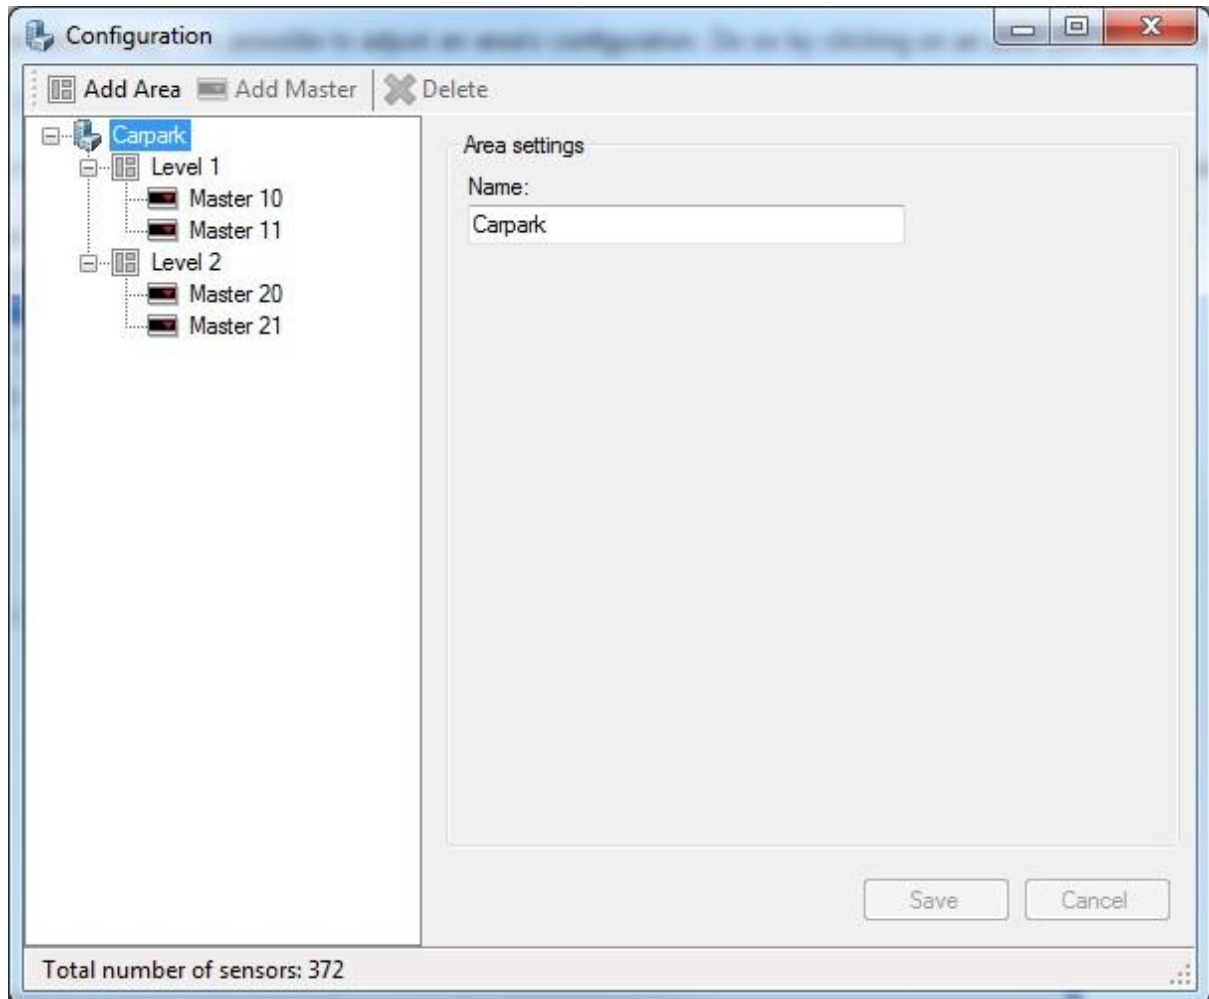 Configuration
Add Area Add Master Delete
Carpark
Level 1
Master 10
Master 11
Level 2
Master 20
Master 21
Area settings
Name:
Carpark
Save Cancel
Total number of sensors: 372